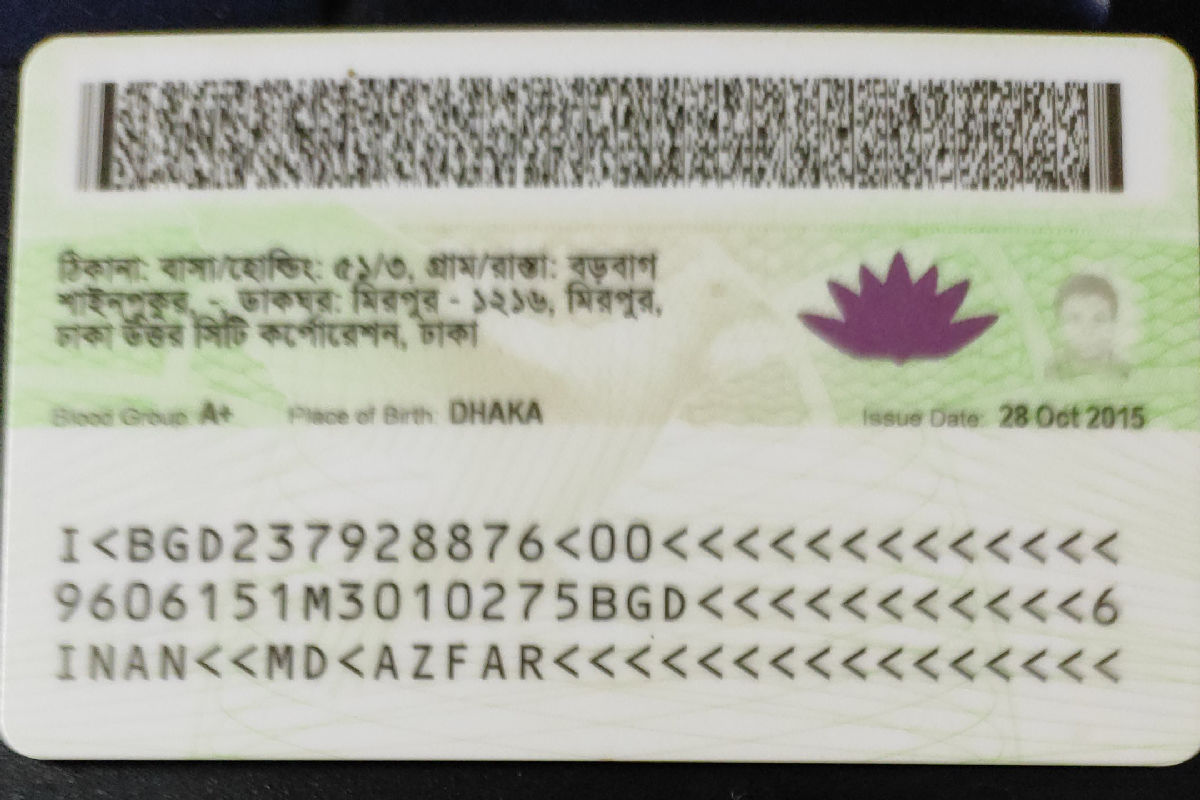 ঠিকানা: বাসা/হোল্ডিং: ৫১/৩, গ্রাম/রাস্তা: বড়বাগ
পাইনপুকুর, -, ডাকঘর: মিরপুর - ১২১৬, মিরপুর,
ঢাকা উত্তর সিটি কর্পোরেশন, ঢাকা
Blood Group: A+ Place of Birth: DHAKA Issue Date: 28 Oct 2015
I<BGD237928876<00<<<<<<<<<<<<<
9606151M3010275BGD<<<<<<<<<<<6
INAN<<MD<AZFAR<<<<<<<<<<<<<<<<